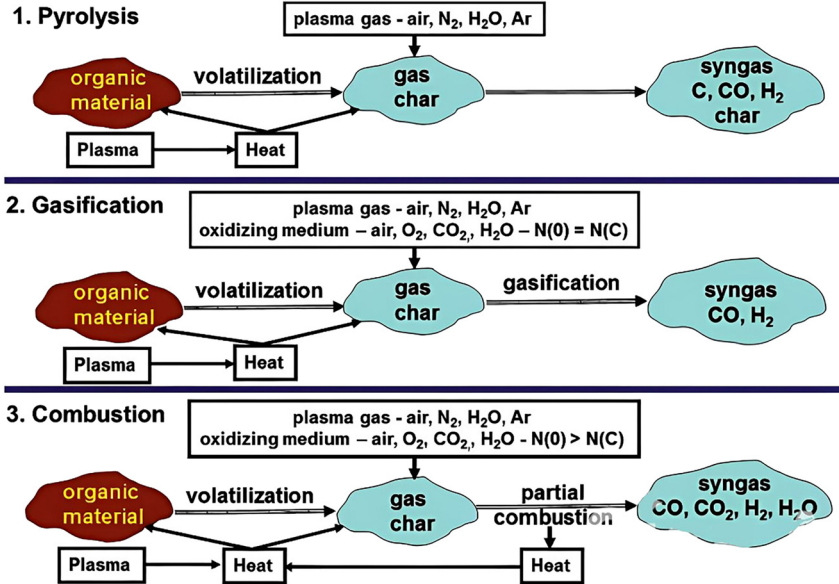 1. Pyrolysis
plasma gas - air, N₂, H₂O, Ar
organic
material
volatilization
gas
char
syngas
C, CO, H₂
char
Plasma
Heat
2. Gasification
plasma gas - air, N₂, H₂O, Ar
oxidizing medium – air, O₂, CO₂, H₂O – N(0) = N(C)
organic
material
volatilization
gas
char
gasification
syngas
CO, H₂
Plasma
Heat
3. Combustion
plasma gas - air, N₂, H₂O, Ar
oxidizing medium – air, O₂, CO₂, H₂O - N(0) > N(C)
organic
material
volatilization
gas
char
partial
combustion
syngas
CO, CO₂, H₂, H₂O
Plasma
Heat
Heat